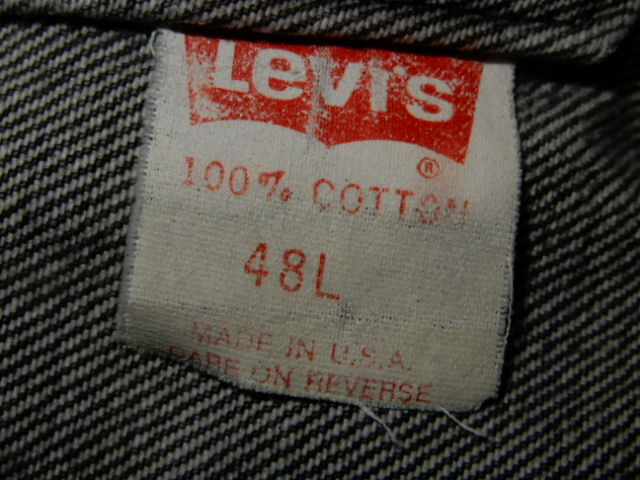 Levi's
®
100% COTTON
48L
MADE IN U.S.A.
CARE ON REVERSE